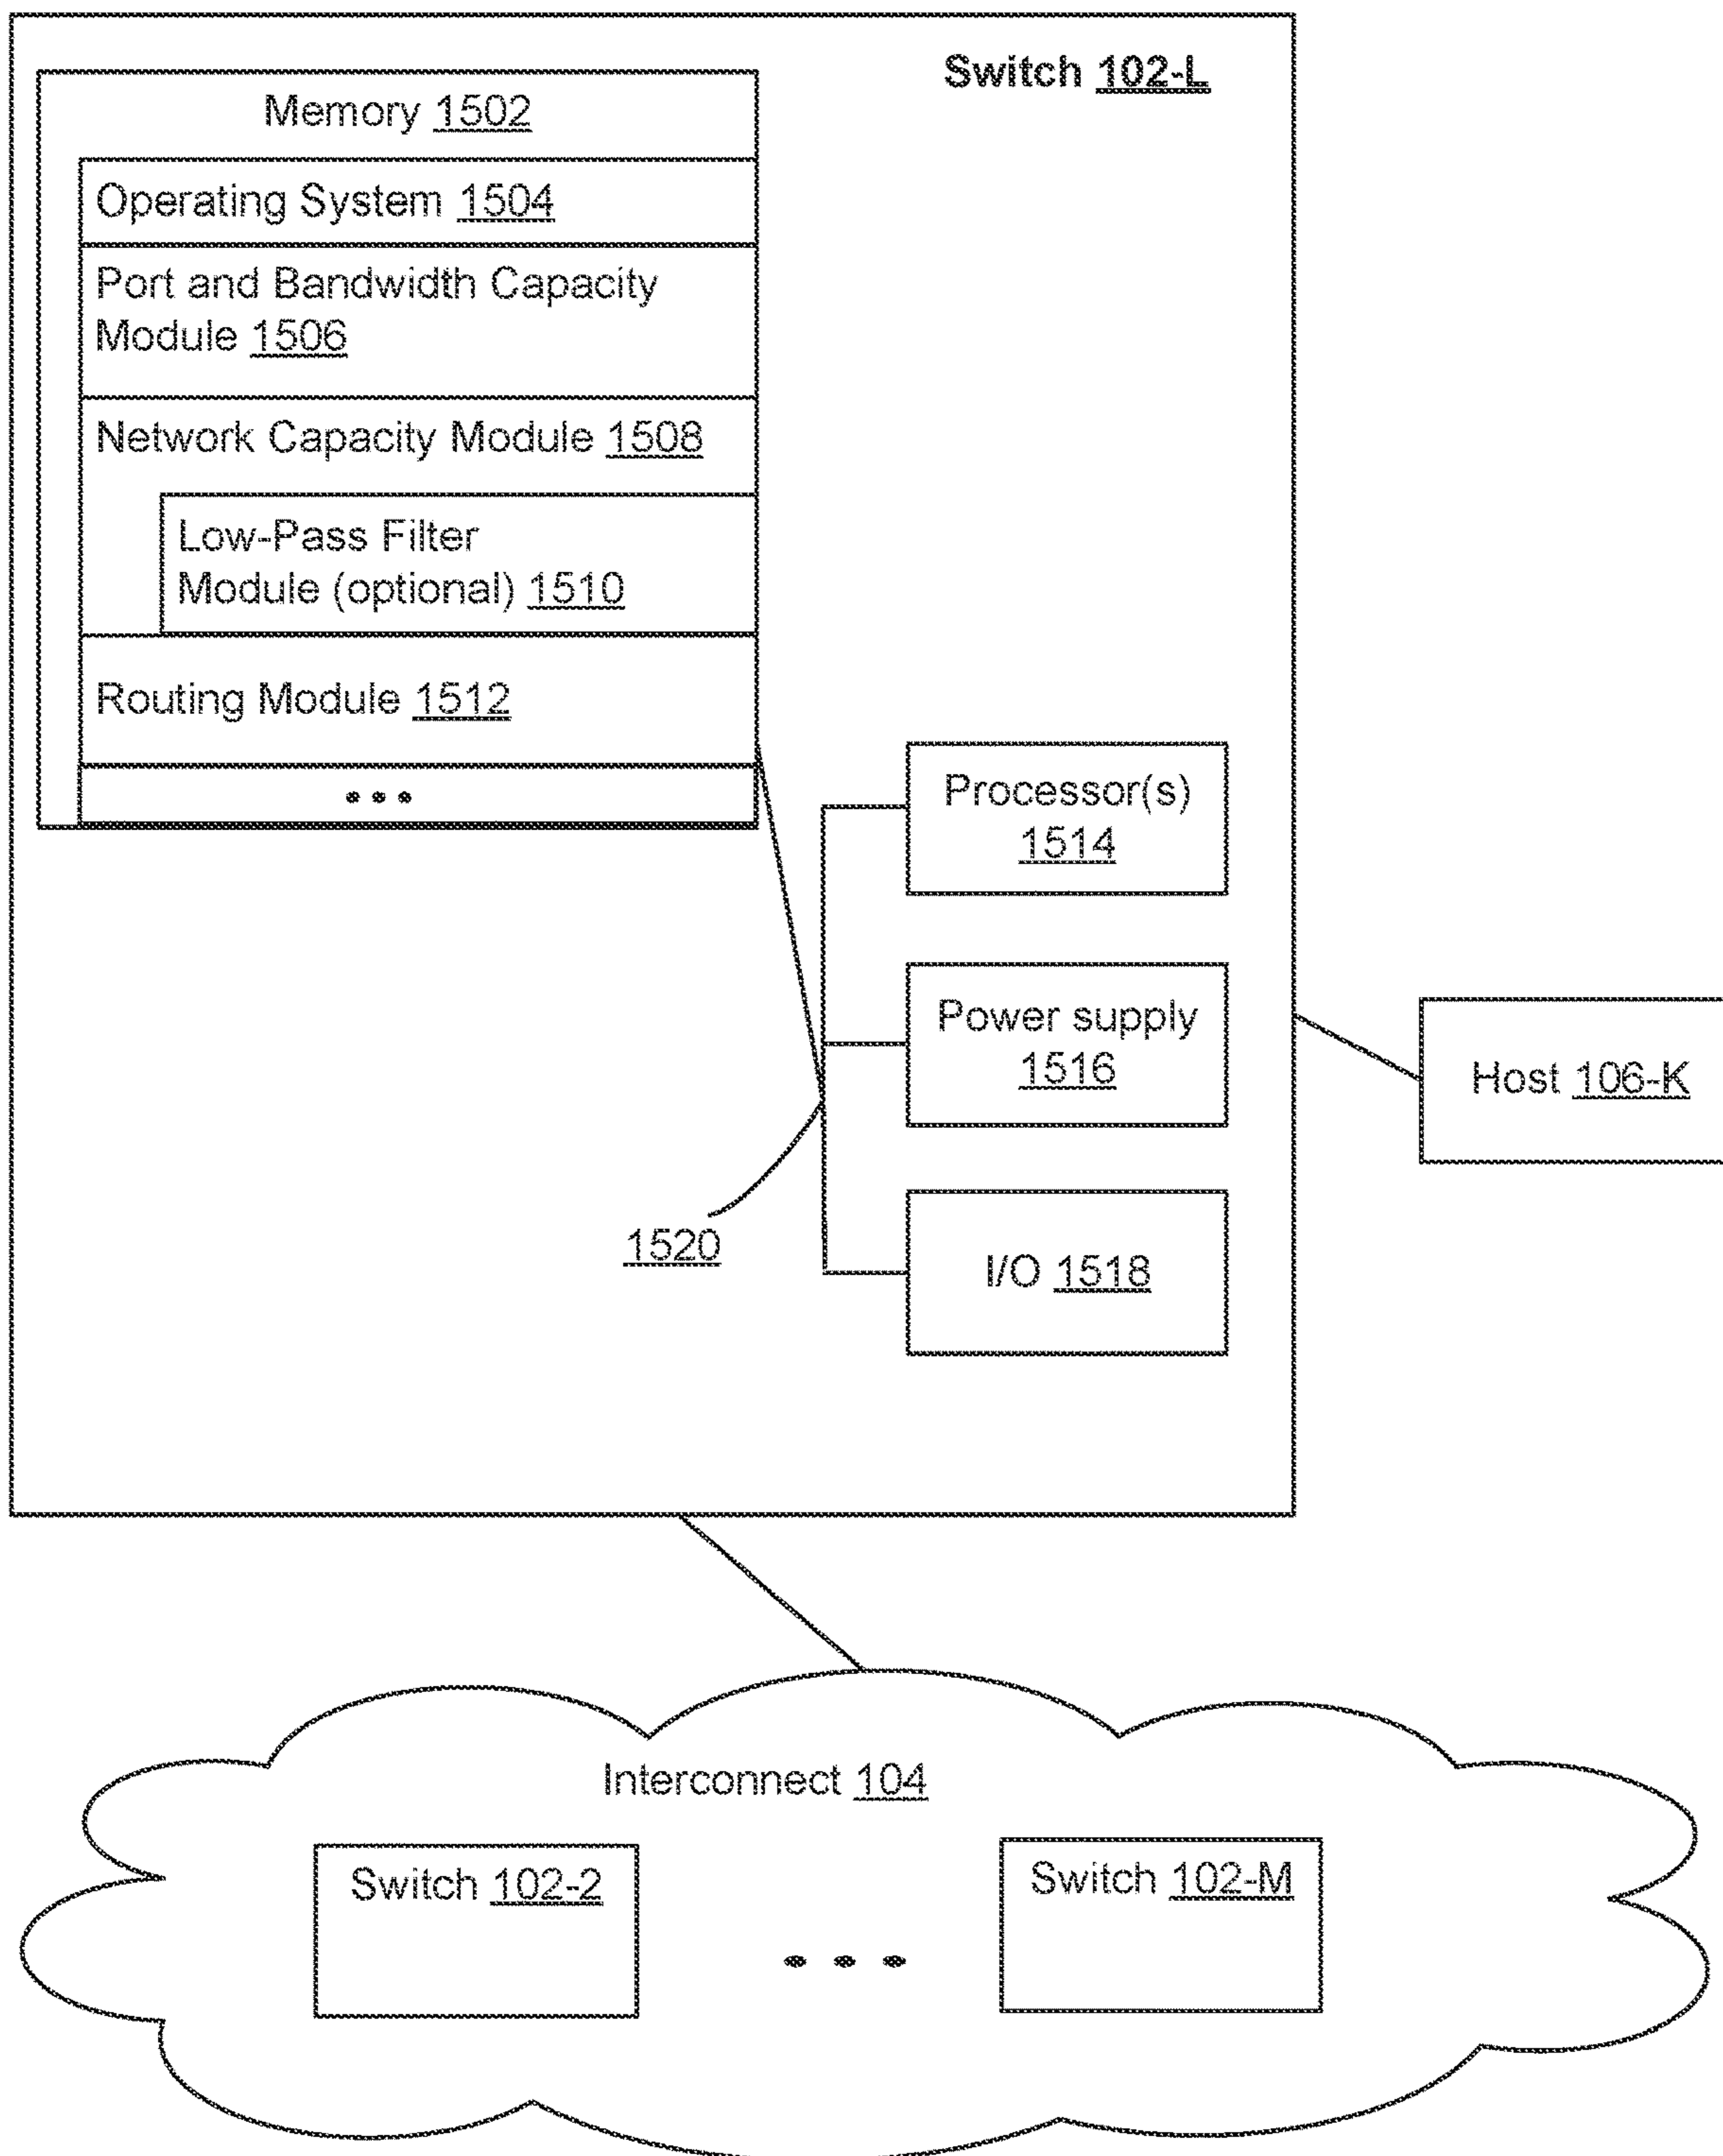 Switch 102-L
Memory 1502
Operating System 1504
Port and Bandwidth Capacity
Module 1506
Network Capacity Module 1508
Low-Pass Filter
Module (optional) 1510
Routing Module 1512
•••
Processor(s)
1514
Power supply
1516
Host 106-K
1520
I/O 1518
Interconnect 104
Switch 102-2
Switch 102-M
• • •